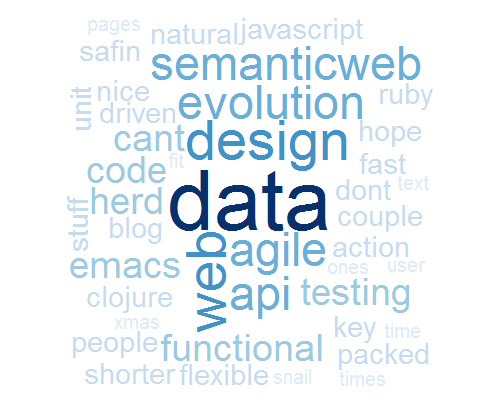 pages
natural
javascript
safin
semanticweb
unit
nice
evolution
ruby
driven
cant
design
hope
code
fit
fast
herd
data
dont
text
stuff
blog
couple
emacs
web
agile
action
ones
user
clojure
api
testing
xmas
people
functional
key
time
packed
shorter
flexible
snail
times